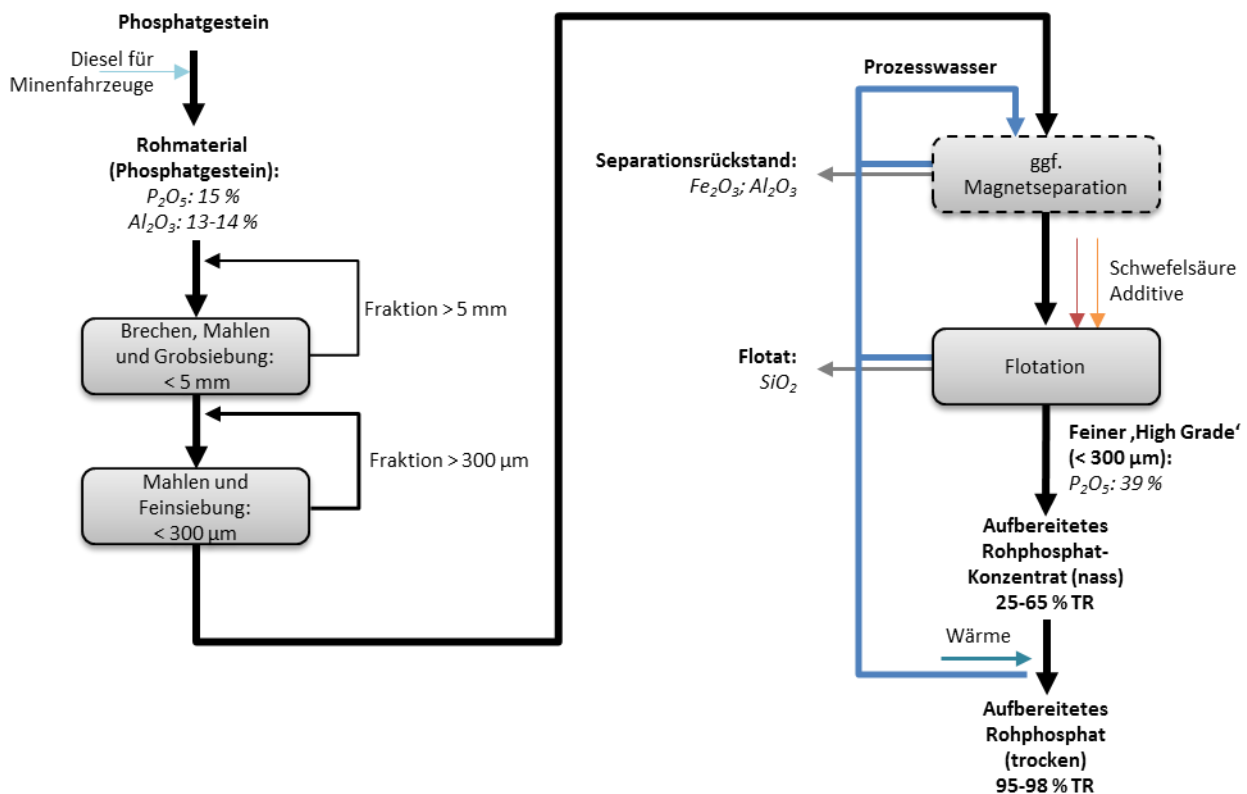 Phosphatgestein
Diesel für
Minenfahrzeuge
Rohmaterial
(Phosphatgestein):
P₂O₅: 15 %
Al₂O₃: 13-14 %
Fraktion > 5 mm
Brechen, Mahlen
und Grobsiebung:
< 5 mm
Fraktion > 300 µm
Mahlen und
Feinsiebung:
< 300 µm
Prozesswasser
Separationsrückstand:
Fe₂O₃; Al₂O₃
ggf.
Magnetseparation
Schwefelsäure
Additive
Flotat:
SiO₂
Flotation
Feiner ‚High Grade‘
(< 300 µm):
P₂O₅: 39 %
Aufbereitetes
Rohphosphat-
Konzentrat (nass)
25-65 % TR
Wärme
Aufbereitetes
Rohphosphat
(trocken)
95-98 % TR